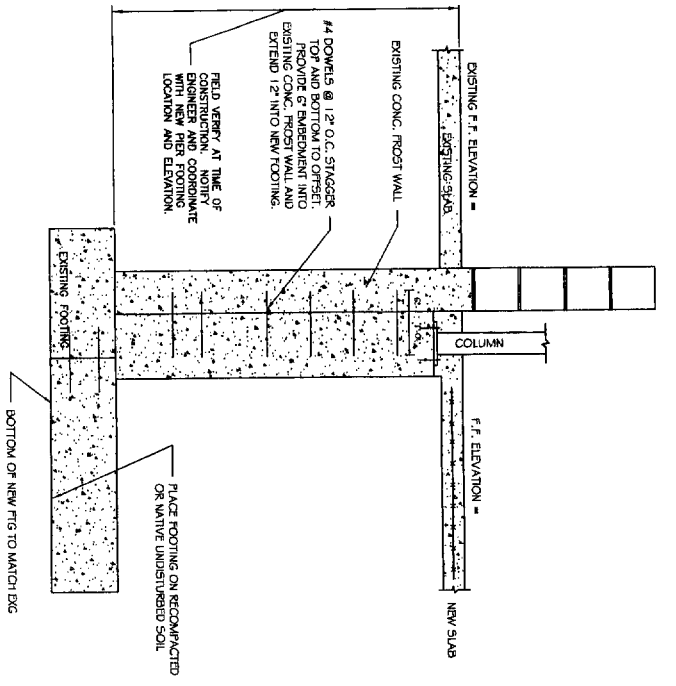 EXISTING F.F. ELEVATION =
EXISTING SLAB
EXISTING CONC. FROST WALL
#4 DOWELS @ 12" O.C. STAGGER
TOP AND BOTTOM TO OFFSET.
PROVIDE 6" EMBEDMENT INTO
EXISTING CONC. FROST WALL AND
EXTEND 12" INTO NEW FOOTING.
FIELD VERIFY AT TIME OF
CONSTRUCTION. NOTIFY
ENGINEER AND COORDINATE
WITH NEW PIER FOOTING
LOCATION AND ELEVATION.
COLUMN
EXISTING FOOTING
F.F. ELEVATION =
NEW SLAB
PLACE FOOTING ON RECOMPACTED
OR NATIVE UNDISTURBED SOIL
BOTTOM OF NEW FTG TO MATCH EXG